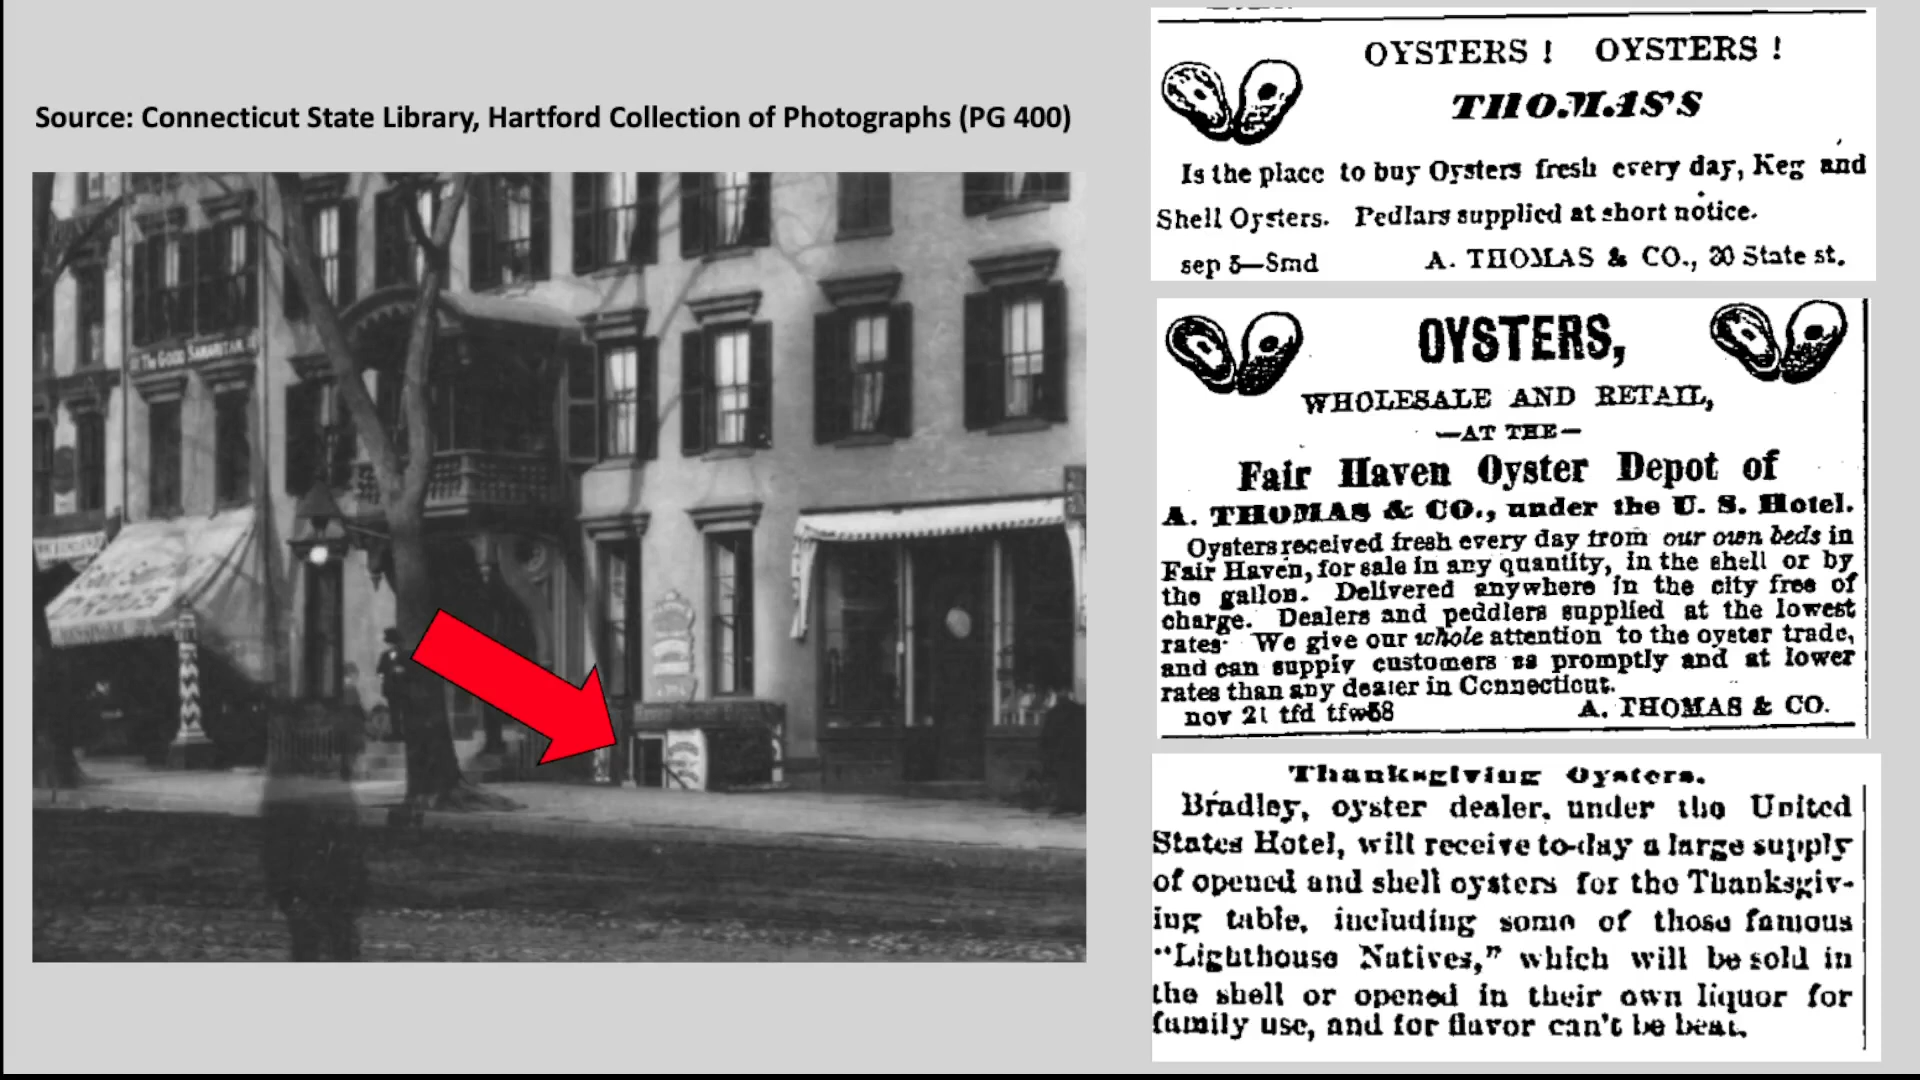 Source: Connecticut State Library, Hartford Collection of Photographs (PG 400)
THE GOOD SAMARITAN
OYSTERS ! OYSTERS !
THOMAS'S
Is the place to buy Oysters fresh every day, Keg and
Shell Oysters. Pedlars supplied at short notice.
sep 5—3md A. THOMAS & CO., 30 State st.
OYSTERS,
WHOLESALE AND RETAIL,
—AT THE—
Fair Haven Oyster Depot of
A. THOMAS & CO., under the U. S. Hotel.
Oysters received fresh every day from our own beds in
Fair Haven, for sale in any quantity, in the shell or by
the gallon. Delivered anywhere in the city free of
charge. Dealers and peddlers supplied at the lowest
rates. We give our whole attention to the oyster trade,
and can supply customers as promptly and at lower
rates than any dealer in Connecticut.
nov 21 tfd tfw68 A. THOMAS & CO.
Thanksgiving Oysters.
Bradley, oyster dealer, under the United
States Hotel, will receive to-day a large supply
of opened and shell oysters for the Thanksgiv-
ing table, including some of those famous
"Lighthouse Natives," which will be sold in
the shell or opened in their own liquor for
family use, and for flavor can't be beat.